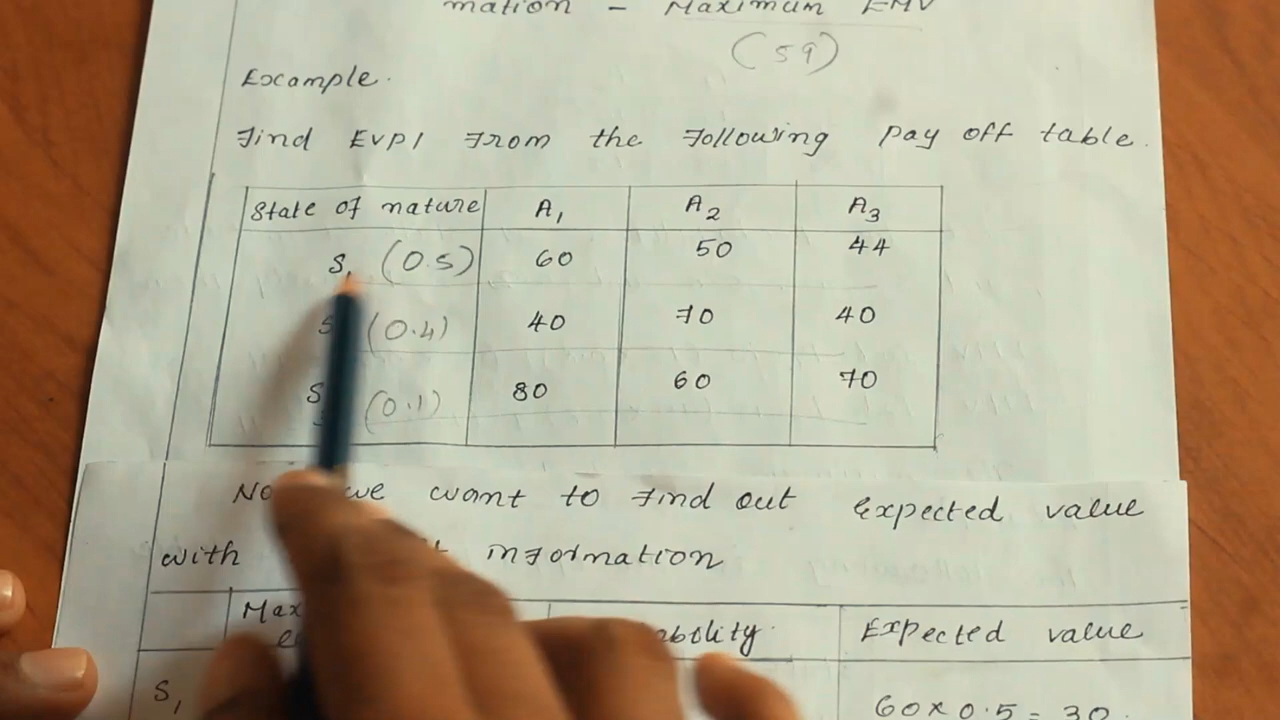 mation - Maximum EMV
(59)
Example.
Find EVPI From the Following Pay off table.
State of nature A1 A2 A3
S1 (0.5) 60 50 44
S (0.4) 40 70 40
S (0.1) 80 60 70
we want to Find out Expected value
with information
Max Expected value
S1 60 x 0.5 = 30.